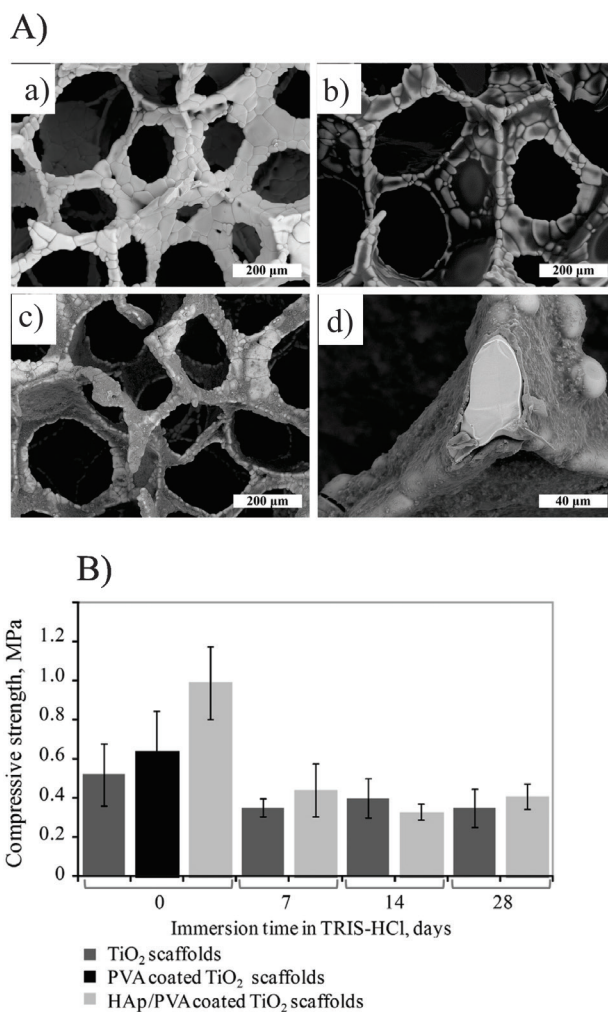 A)
a)
b)
200 µm
200 µm
c)
d)
200 µm
40 µm
B)
Compressive strength, MPa
1.2
1.0
0.8
0.6
0.4
0.2
0
0 7 14 28
Immersion time in TRIS-HCl, days
TiO₂ scaffolds
PVA coated TiO₂ scaffolds
HAp/PVA coated TiO₂ scaffolds